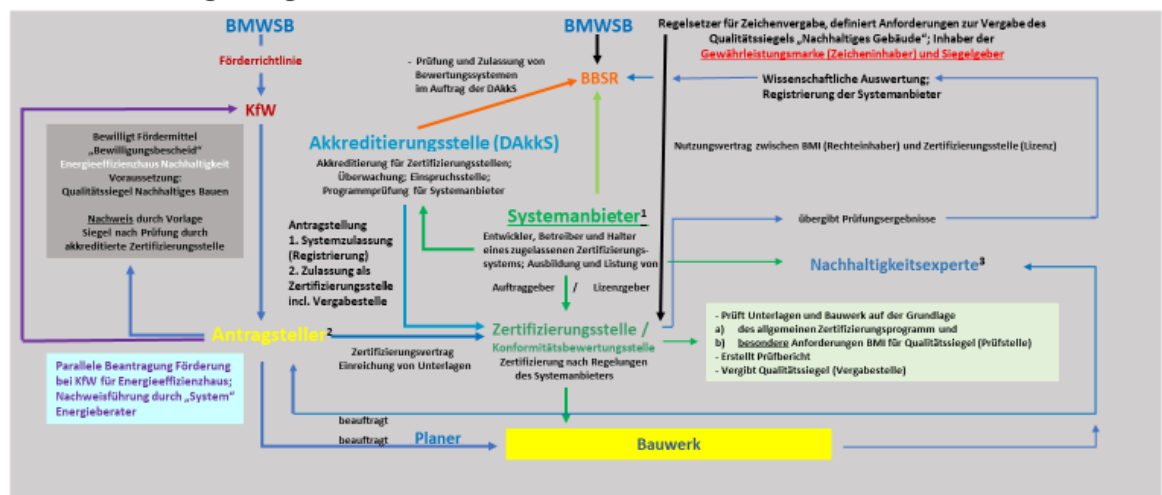 BMWSB
Förderrichtlinie
KfW
Bewilligt Fördermittel
„Bewilligungsbescheid“
Energieeffizienzhaus Nachhaltigkeit
Voraussetzung:
Qualitätssiegel Nachhaltiges Bauen
Nachweis durch Vorlage
Siegel nach Prüfung durch
akkreditierte Zertifizierungsstelle
Antragsteller²
Parallele Beantragung Förderung
bei KfW für Energieeffizienzhaus;
Nachweisführung durch „System“
Energieberater
BMWSB
- Prüfung und Zulassung von
Bewertungssystemen
im Auftrag der DAkkS
BBSR
Regelsetzer für Zeichenvergabe, definiert Anforderungen zur Vergabe des
Qualitätssiegels „Nachhaltiges Gebäude“; Inhaber der
Gewährleistungsmarke (Zeicheninhaber) und Siegelgeber
Wissenschaftliche Auswertung;
Registrierung der Systemanbieter
Akkreditierungsstelle (DAkkS)
Akkreditierung für Zertifizierungsstellen;
Überwachung; Einspruchsstelle;
Programmprüfung für Systemanbieter
Nutzungsvertrag zwischen BMI (Rechteinhaber) und Zertifizierungsstelle (Lizenz)
Antragstellung
1. Systemzulassung
(Registrierung)
2. Zulassung als
Zertifizierungsstelle
incl. Vergabestelle
Systemanbieter¹
Entwickler, Betreiber und Halter
eines zugelassenen Zertifizierungs-
systems; Ausbildung und Listung von
Auftraggeber / Lizenzgeber
übergibt Prüfungsergebnisse
Nachhaltigkeitsexperte³
Zertifizierungsvertrag
Einreichung von Unterlagen
Zertifizierungsstelle /
Konformitätsbewertungsstelle
Zertifizierung nach Regelungen
des Systemanbieters
- Prüft Unterlagen und Bauwerk auf der Grundlage
a) des allgemeinen Zertifizierungsprogramm und
b) besondere Anforderungen BMI für Qualitätssiegel (Prüfstelle)
- Erstellt Prüfbericht
- Vergibt Qualitätssiegel (Vergabestelle)
beauftragt
beauftragt
Planer
Bauwerk